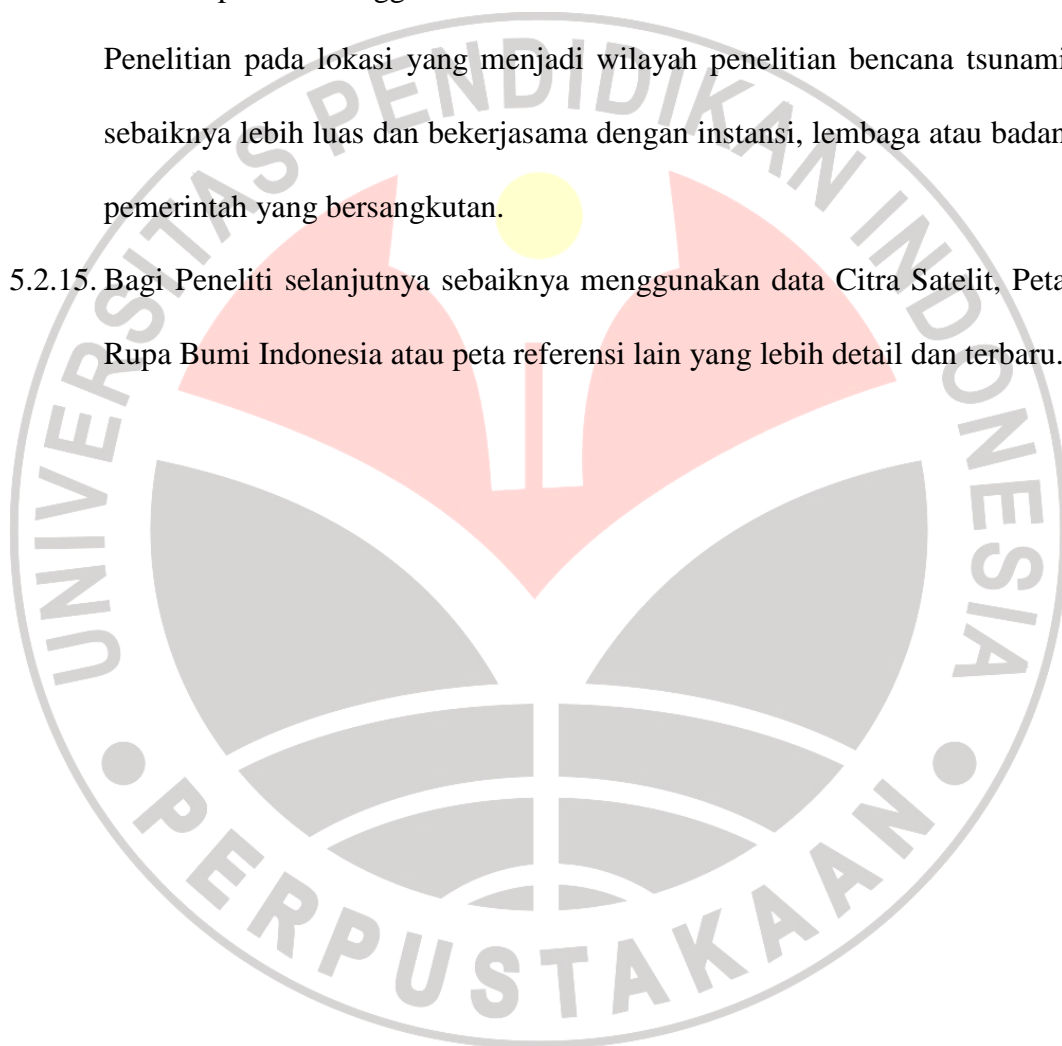 Penelitian pada lokasi yang menjadi wilayah penelitian bencana tsunami
sebaiknya lebih luas dan bekerjasama dengan instansi, lembaga atau badan
pemerintah yang bersangkutan.
5.2.15. Bagi Peneliti selanjutnya sebaiknya menggunakan data Citra Satelit, Peta
Rupa Bumi Indonesia atau peta referensi lain yang lebih detail dan terbaru.
UNIVERSITAS PENDIDIKAN INDONESIA
PERPUSTAKAAN